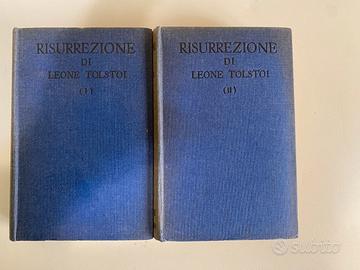 RISURREZIONE
DI
LEONE TOLSTOI
(I)
RISURREZIONE
DI
LEONE TOLSTOI
(II)
subito